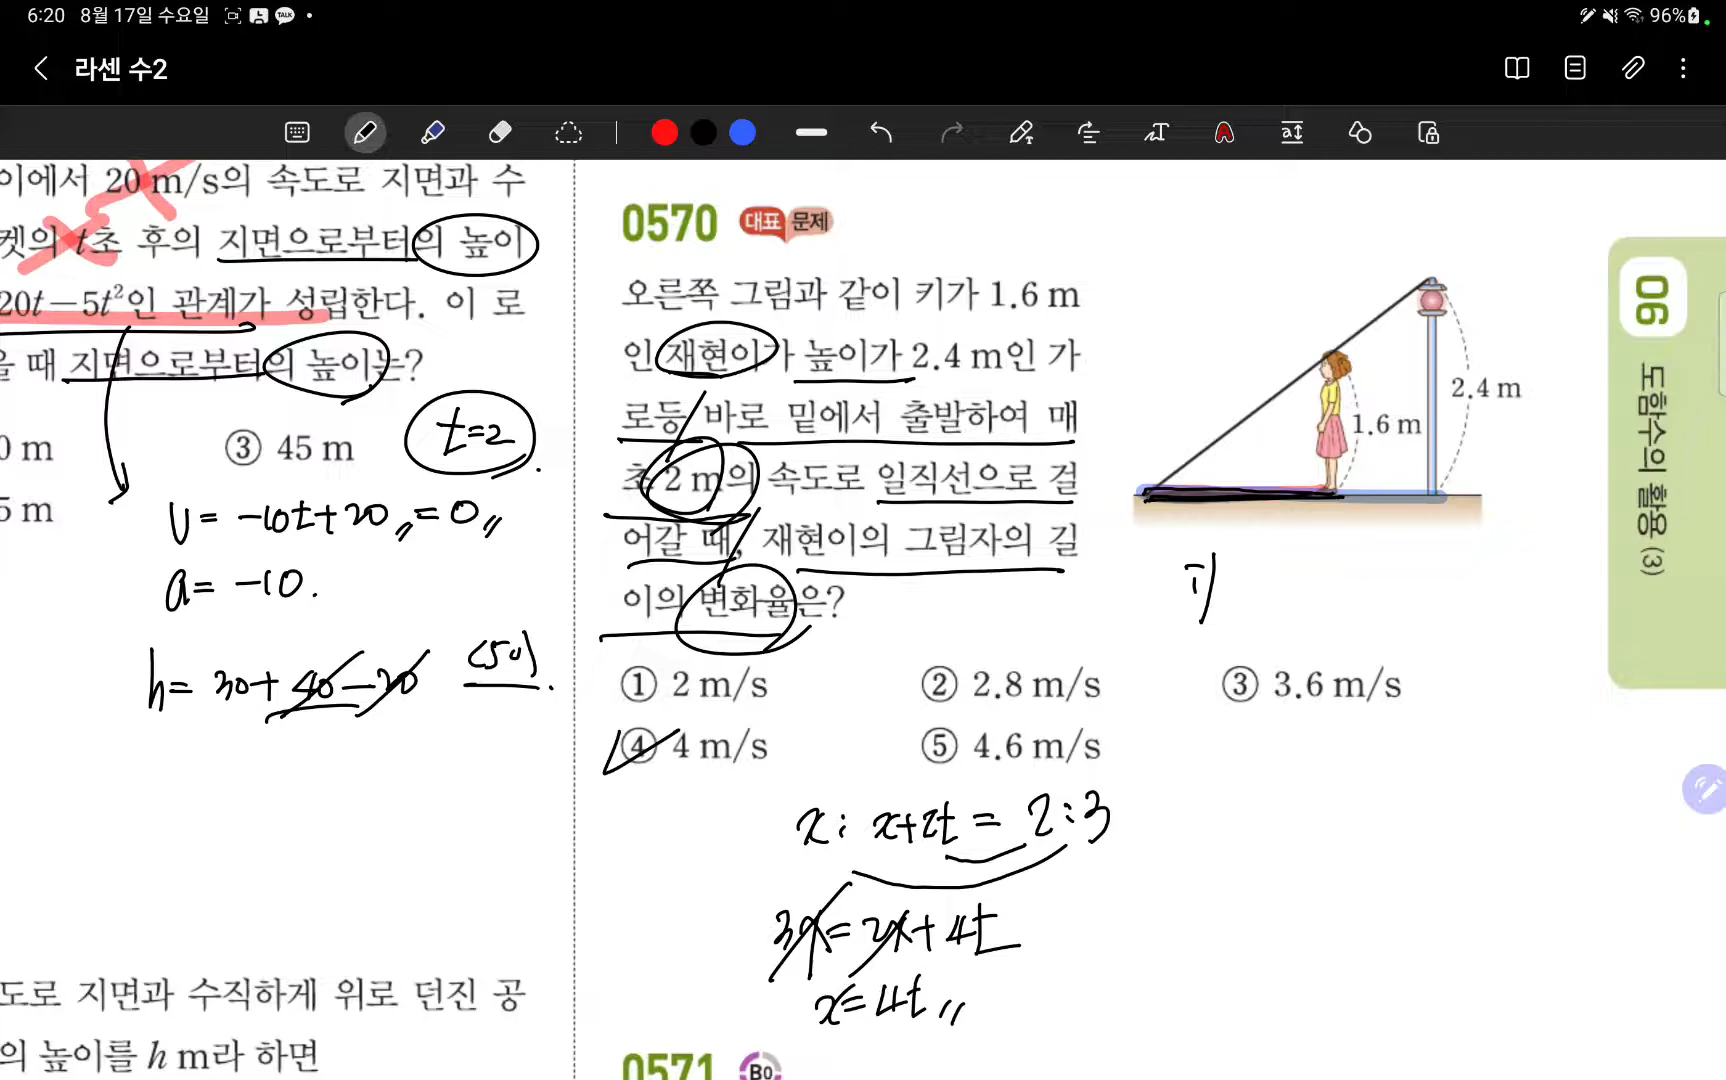 6:20 8월 17일 수요일 TALK
96%
라센 수2
이에서 20 m/s의 속도로 지면과 수
켓의 t초 후의 지면으로부터의 높이
20t－5t²인 관계가 성립한다. 이 로
을 때 지면으로부터의 높이는?
0 m ③ 45 m
5 m
t=2
v = -10t+20 = 0
a = -10.
h = 30+40-20 (50).
도로 지면과 수직하게 위로 던진 공
의 높이를 h m라 하면
0570 대표 문제
오른쪽 그림과 같이 키가 1.6 m
인 재현이가 높이가 2.4 m인 가
로등 바로 밑에서 출발하여 매
초 2 m의 속도로 일직선으로 걸
어갈 때, 재현이의 그림자의 길
이의 변화율은?
① 2 m/s ② 2.8 m/s ③ 3.6 m/s
④ 4 m/s ⑤ 4.6 m/s
2.4 m
1.6 m
x : x+2t = 2:3
3x = 2x+4t
x = 4t
0571 B0
06 도함수의 활용 (3)